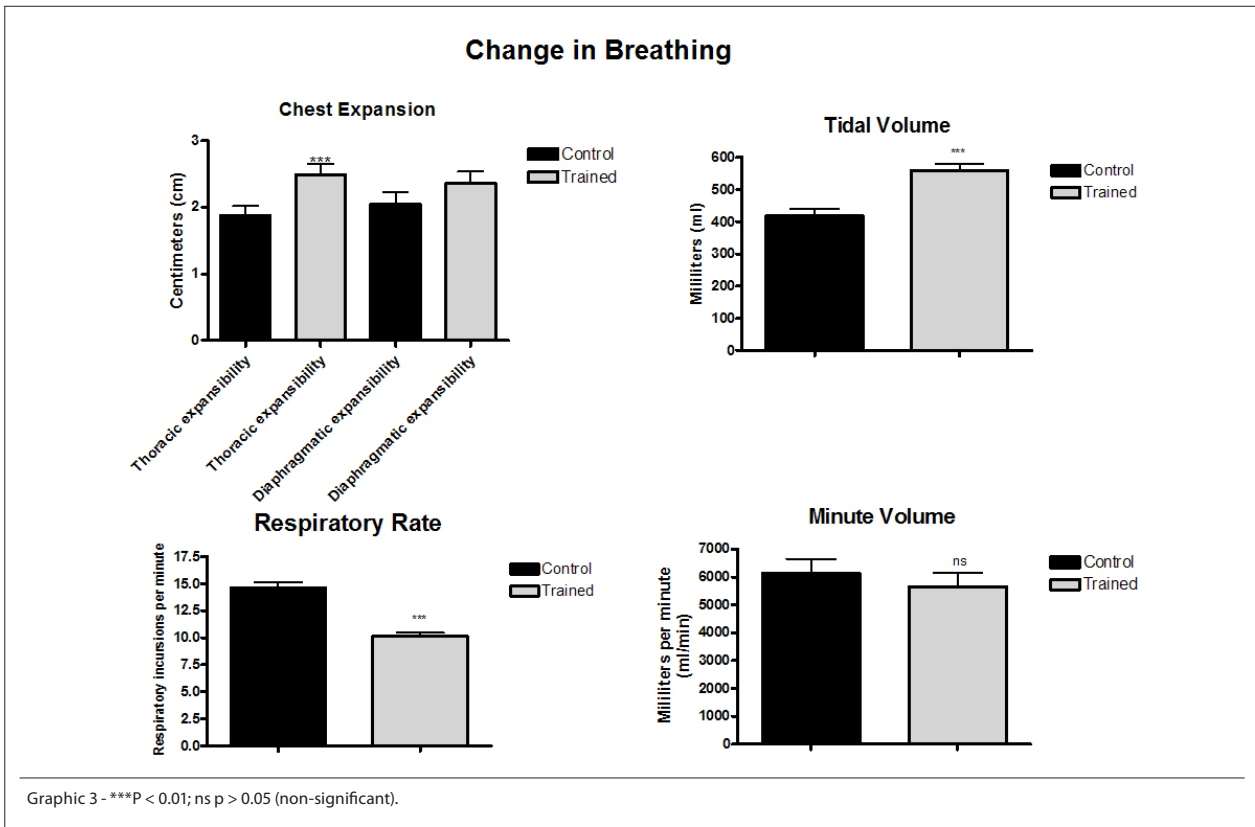 Change in Breathing
Chest Expansion
3
2
1
0
Centimeters (cm)
***
Control
Trained
Thoracic expansibility
Thoracic expansibility
Diaphragmatic expansibility
Diaphragmatic expansibility
Tidal Volume
600
500
400
300
200
100
0
Mililiters (ml)
***
Control
Trained
Respiratory Rate
17.5
15.0
12.5
10.0
7.5
5.0
2.5
0.0
Respiratory incursions per minute
***
Control
Trained
Minute Volume
7000
6000
5000
4000
3000
2000
1000
0
Mililiters per minute
(ml/min)
ns
Control
Trained
Graphic 3 - ***P < 0.01; ns p > 0.05 (non-significant).